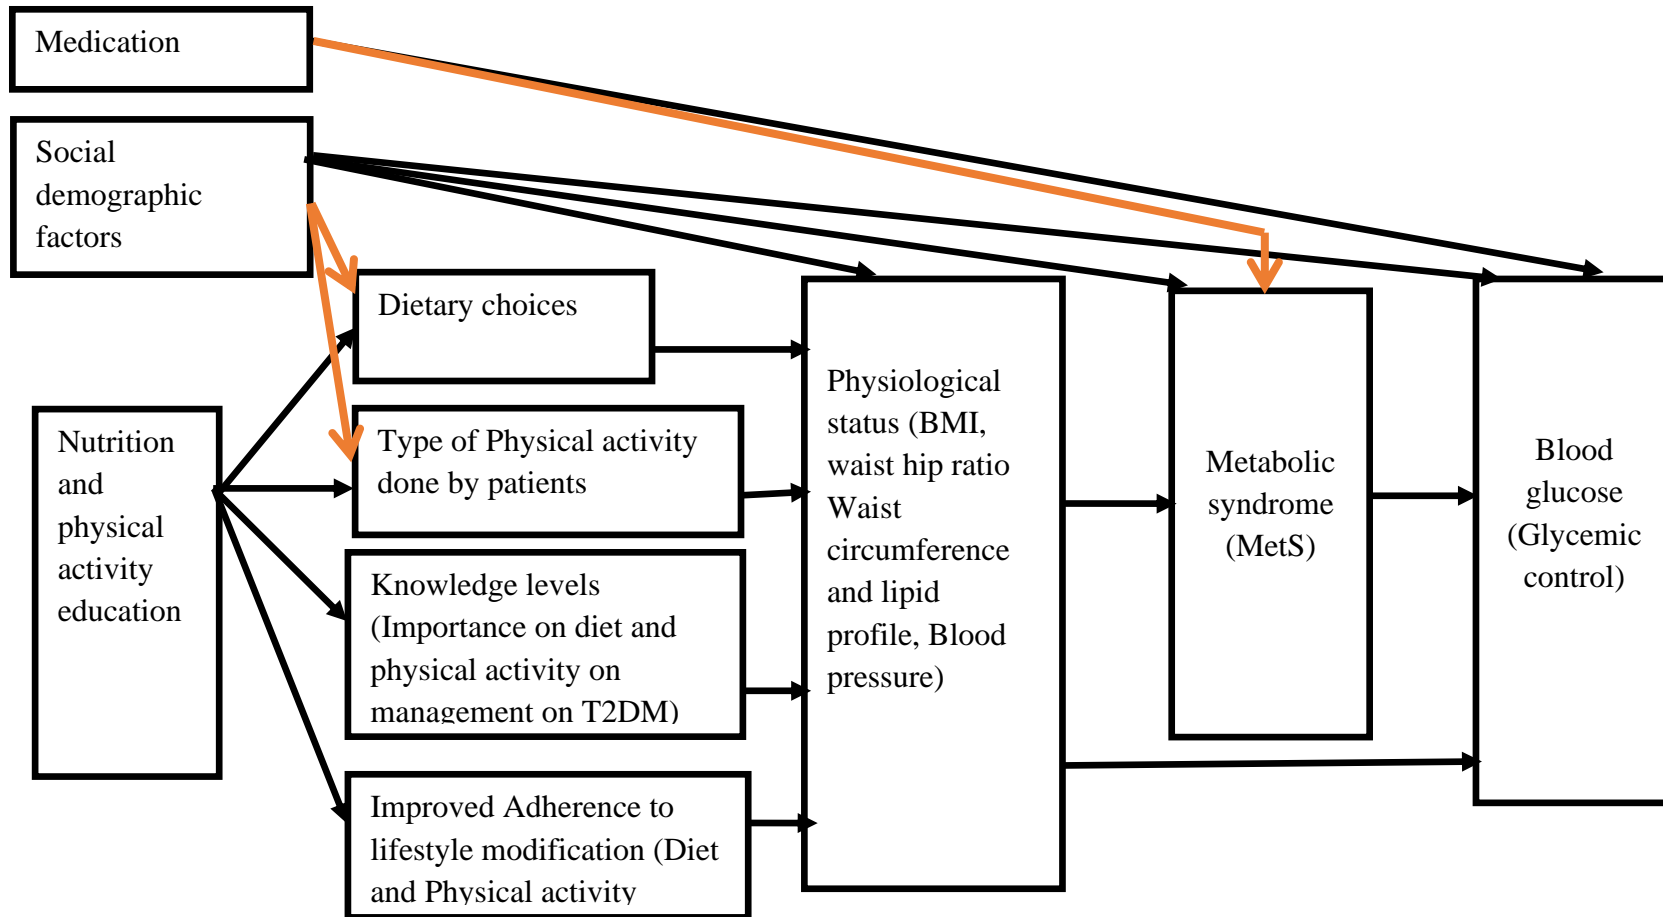 Medication
Social
demographic
factors
Dietary choices
Nutrition
and
physical
activity
education
Type of Physical activity
done by patients
Knowledge levels
(Importance on diet and
physical activity on
management on T2DM)
Improved Adherence to
lifestyle modification (Diet
and Physical activity
Physiological
status (BMI,
waist hip ratio
Waist
circumference
and lipid
profile, Blood
pressure)
Metabolic
syndrome
(MetS)
Blood
glucose
(Glycemic
control)